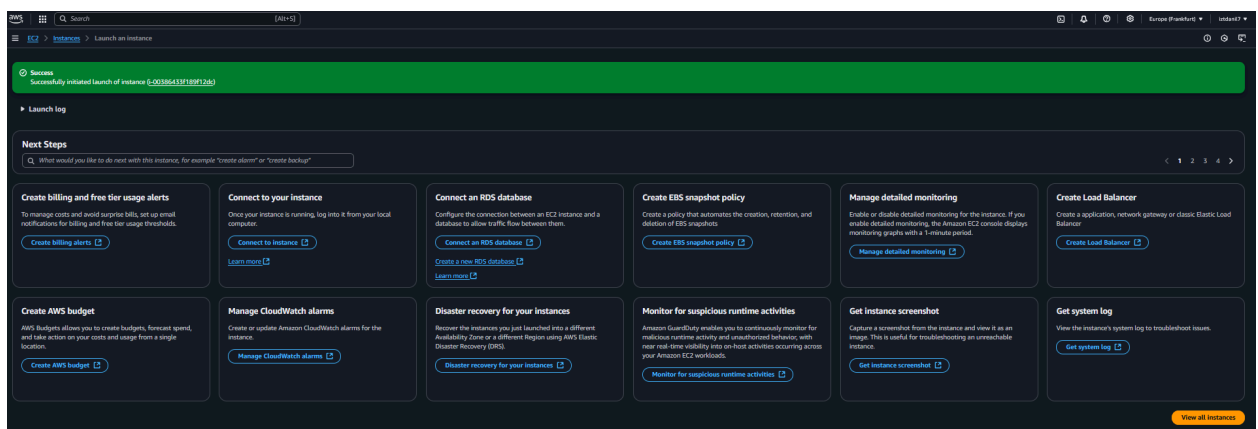 aws
Search
[Alt+S]
Europe (Frankfurt)
EC2 > Instances > Launch an instance
Success
Successfully initiated launch of instance (i-00386433f189f12dc)
Launch log
Next Steps
What would you like to do next with this instance, for example "create alarm" or "create backup"
< 1 2 3 4 >
Create billing and free tier usage alerts
To manage costs and avoid surprise bills, set up email
notifications for billing and free tier usage thresholds.
Create billing alerts
Connect to your instance
Once your instance is running, log into it from your local
computer.
Connect to instance
Learn more
Connect an RDS database
Configure the connection between an EC2 instance and a
database to allow traffic flow between them.
Connect an RDS database
Create a new RDS database
Learn more
Create EBS snapshot policy
Create a policy that automates the creation, retention, and
deletion of EBS snapshots
Create EBS snapshot policy
Manage detailed monitoring
Enable or disable detailed monitoring for the instance. If you
enable detailed monitoring, the Amazon EC2 console displays
monitoring graphs with a 1-minute period.
Manage detailed monitoring
Create Load Balancer
Create a application, network gateway or classic Elastic Load
Balancer
Create Load Balancer
Create AWS budget
AWS Budgets allows you to create budgets, forecast spend,
and take action on your costs and usage from a single
location.
Create AWS budget
Manage CloudWatch alarms
Create or update Amazon CloudWatch alarms for the
instance.
Manage CloudWatch alarms
Disaster recovery for your instances
Recover the instances you just launched into a different
Availability Zone or a different Region using AWS Elastic
Disaster Recovery (DRS).
Disaster recovery for your instances
Monitor for suspicious runtime activities
Amazon GuardDuty enables you to continuously monitor for
malicious runtime activity and unauthorized behavior, with
near real-time visibility into on-host activities occurring across
your Amazon EC2 workloads.
Monitor for suspicious runtime activities
Get instance screenshot
Capture a screenshot from the instance and view it as an
image. This is useful for troubleshooting an unreachable
instance.
Get instance screenshot
Get system log
View the instance's system log to troubleshoot issues.
Get system log
View all instances